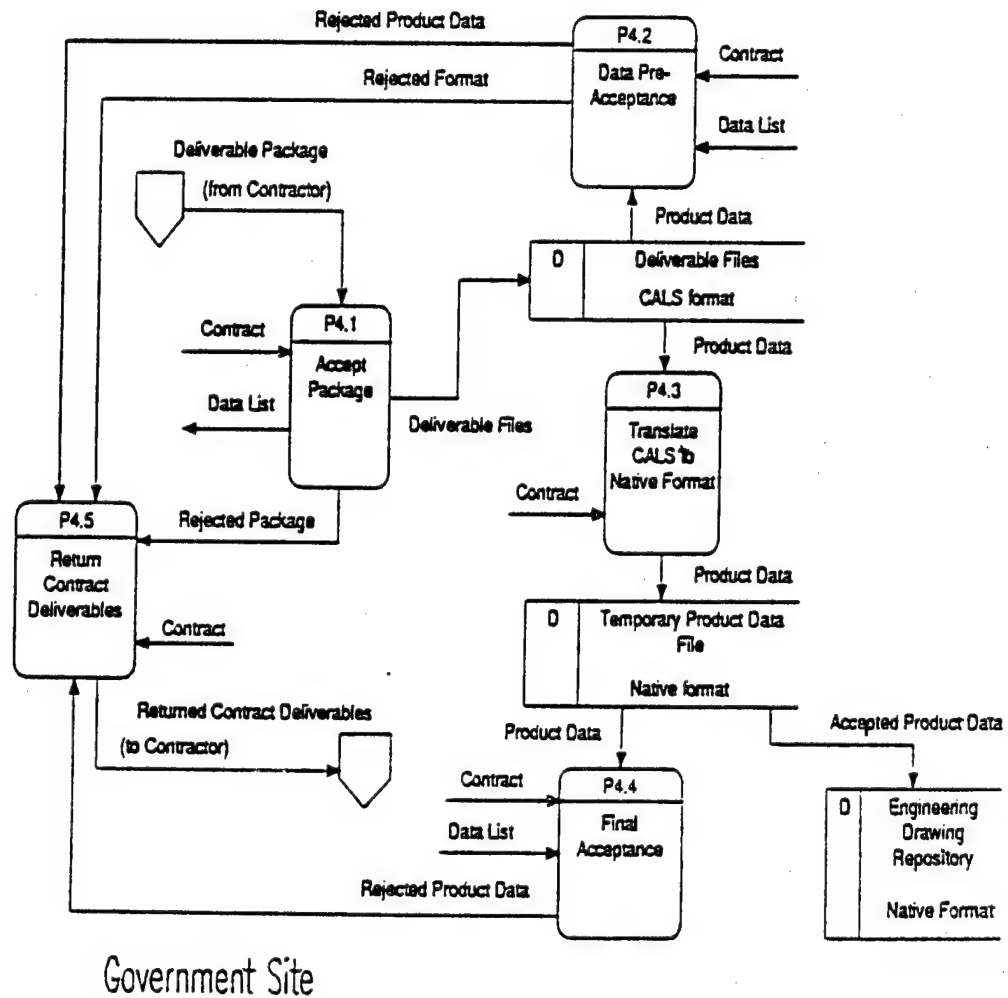 Rejected Product Data
P4.2
Data Pre-
Acceptance
Contract
Data List
Rejected Format
Deliverable Package
(from Contractor)
Product Data
D
Deliverable Files
CALS format
P4.1
Accept
Package
Contract
Data List
Deliverable Files
Product Data
P4.3
Translate
CALS to
Native Format
Contract
Rejected Package
P4.5
Return
Contract
Deliverables
Contract
Product Data
D
Temporary Product Data
File
Native format
Returned Contract Deliverables
(to Contractor)
Product Data
Accepted Product Data
Contract
Data List
P4.4
Final
Acceptance
D
Engineering
Drawing
Repository
Native Format
Rejected Product Data
Government Site